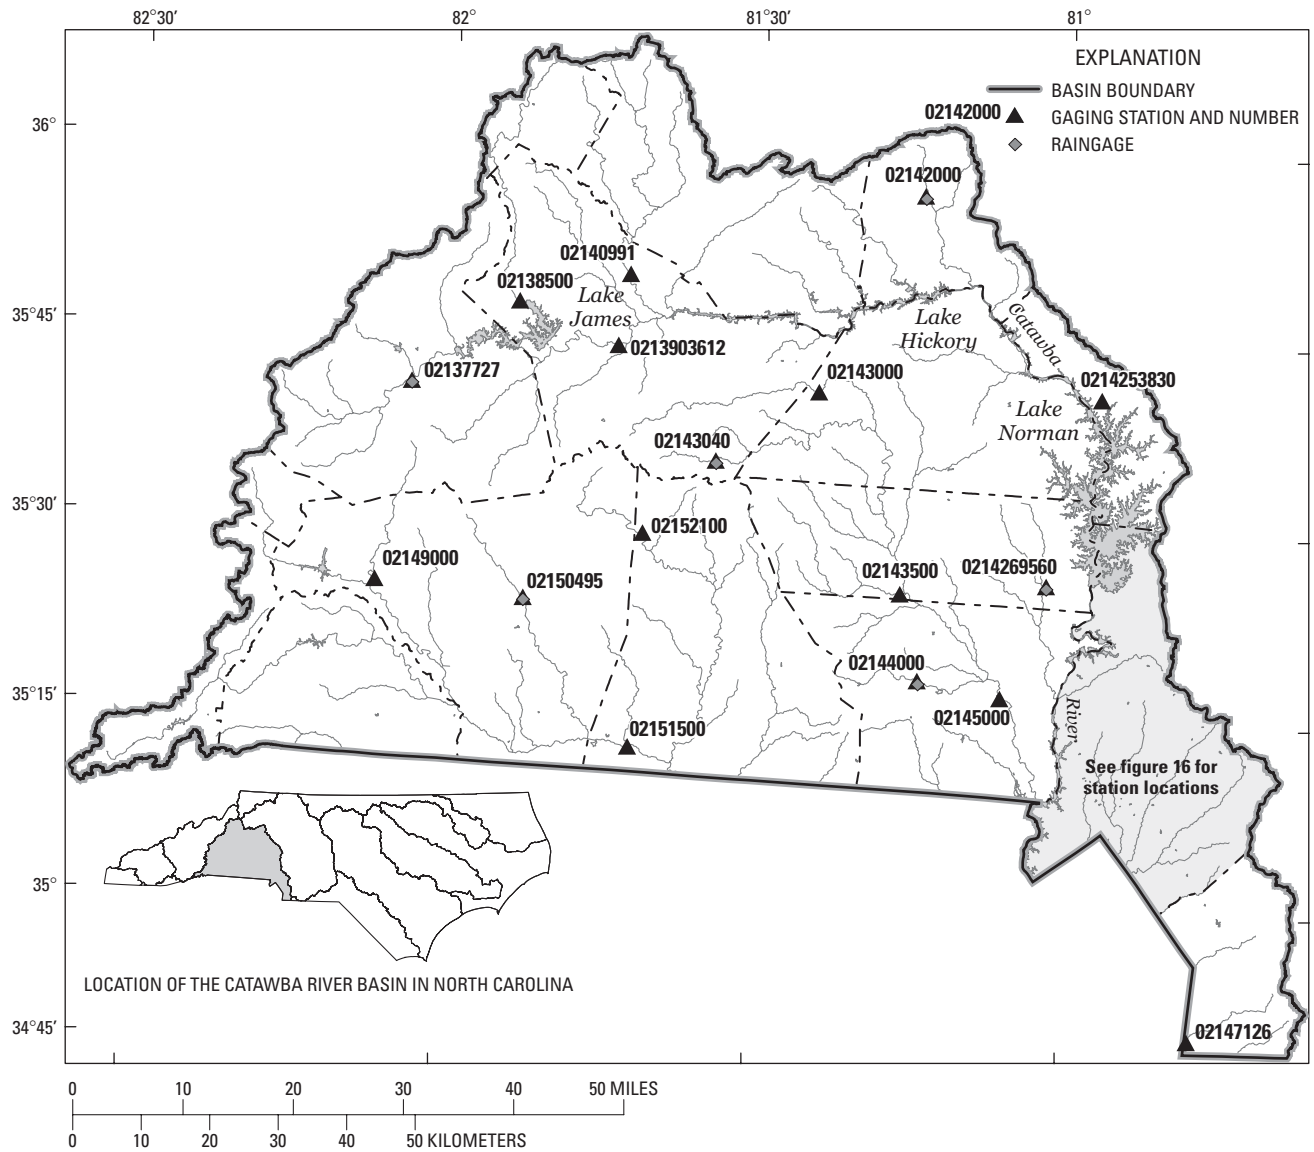 82°30′
82°
81°30′
81°
EXPLANATION
BASIN BOUNDARY
02142000
GAGING STATION AND NUMBER
RAINGAGE
36°
02142000
02140991
02138500
Lake
James
35°45′
Lake
Hickory
Catawba
0213903612
02137727
02143000
0214253830
Lake
Norman
02143040
35°30′
02152100
02149000
02150495
02143500
0214269560
02144000
35°15′
02145000
River
02151500
See figure 16 for
station locations
35°
LOCATION OF THE CATAWBA RIVER BASIN IN NORTH CAROLINA
34°45′
02147126
0 10 20 30 40 50 MILES
0 10 20 30 40 50 KILOMETERS